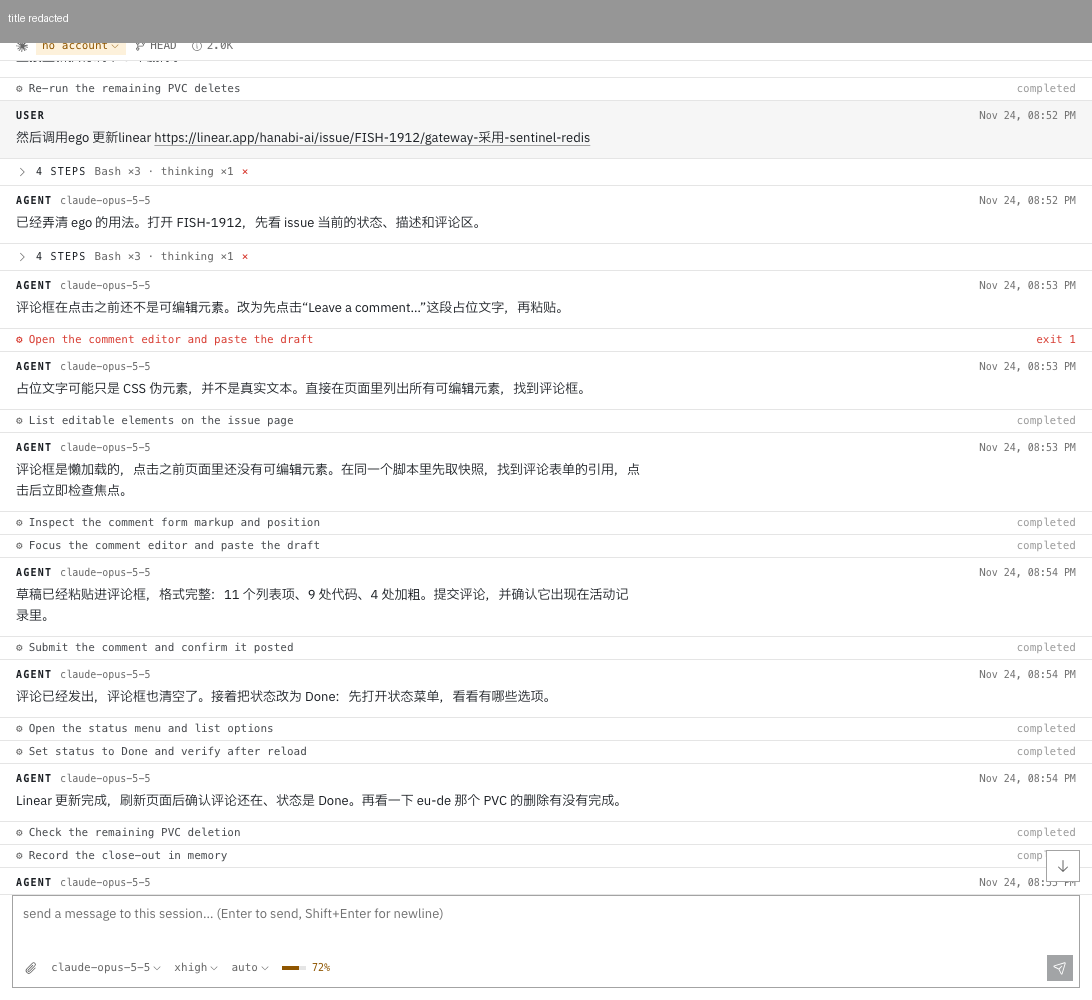 title redacted
no account HEAD 2.0K
Re-run the remaining PVC deletes completed
USER Nov 24, 08:52 PM
然后调用ego 更新linear https://linear.app/hanabi-ai/issue/FISH-1912/gateway-采用-sentinel-redis
4 STEPS Bash ×3 · thinking ×1 ×
AGENT claude-opus-5-5 Nov 24, 08:52 PM
已经弄清 ego 的用法。打开 FISH-1912，先看 issue 当前的状态、描述和评论区。
4 STEPS Bash ×3 · thinking ×1 ×
AGENT claude-opus-5-5 Nov 24, 08:53 PM
评论框在点击之前还不是可编辑元素。改为先点击“Leave a comment…”这段占位文字，再粘贴。
Open the comment editor and paste the draft exit 1
AGENT claude-opus-5-5 Nov 24, 08:53 PM
占位文字可能只是 CSS 伪元素，并不是真实文本。直接在页面里列出所有可编辑元素，找到评论框。
List editable elements on the issue page completed
AGENT claude-opus-5-5 Nov 24, 08:53 PM
评论框是懒加载的，点击之前页面里还没有可编辑元素。在同一个脚本里先取快照，找到评论表单的引用，点
击后立即检查焦点。
Inspect the comment form markup and position completed
Focus the comment editor and paste the draft completed
AGENT claude-opus-5-5 Nov 24, 08:54 PM
草稿已经粘贴进评论框，格式完整：11 个列表项、9 处代码、4 处加粗。提交评论，并确认它出现在活动记
录里。
Submit the comment and confirm it posted completed
AGENT claude-opus-5-5 Nov 24, 08:54 PM
评论已经发出，评论框也清空了。接着把状态改为 Done：先打开状态菜单，看看有哪些选项。
Open the status menu and list options completed
Set status to Done and verify after reload completed
AGENT claude-opus-5-5 Nov 24, 08:54 PM
Linear 更新完成，刷新页面后确认评论还在、状态是 Done。再看一下 eu-de 那个 PVC 的删除有没有完成。
Check the remaining PVC deletion completed
Record the close-out in memory comp
AGENT claude-opus-5-5 Nov 24,
send a message to this session... (Enter to send, Shift+Enter for newline)
claude-opus-5-5 xhigh auto 72%